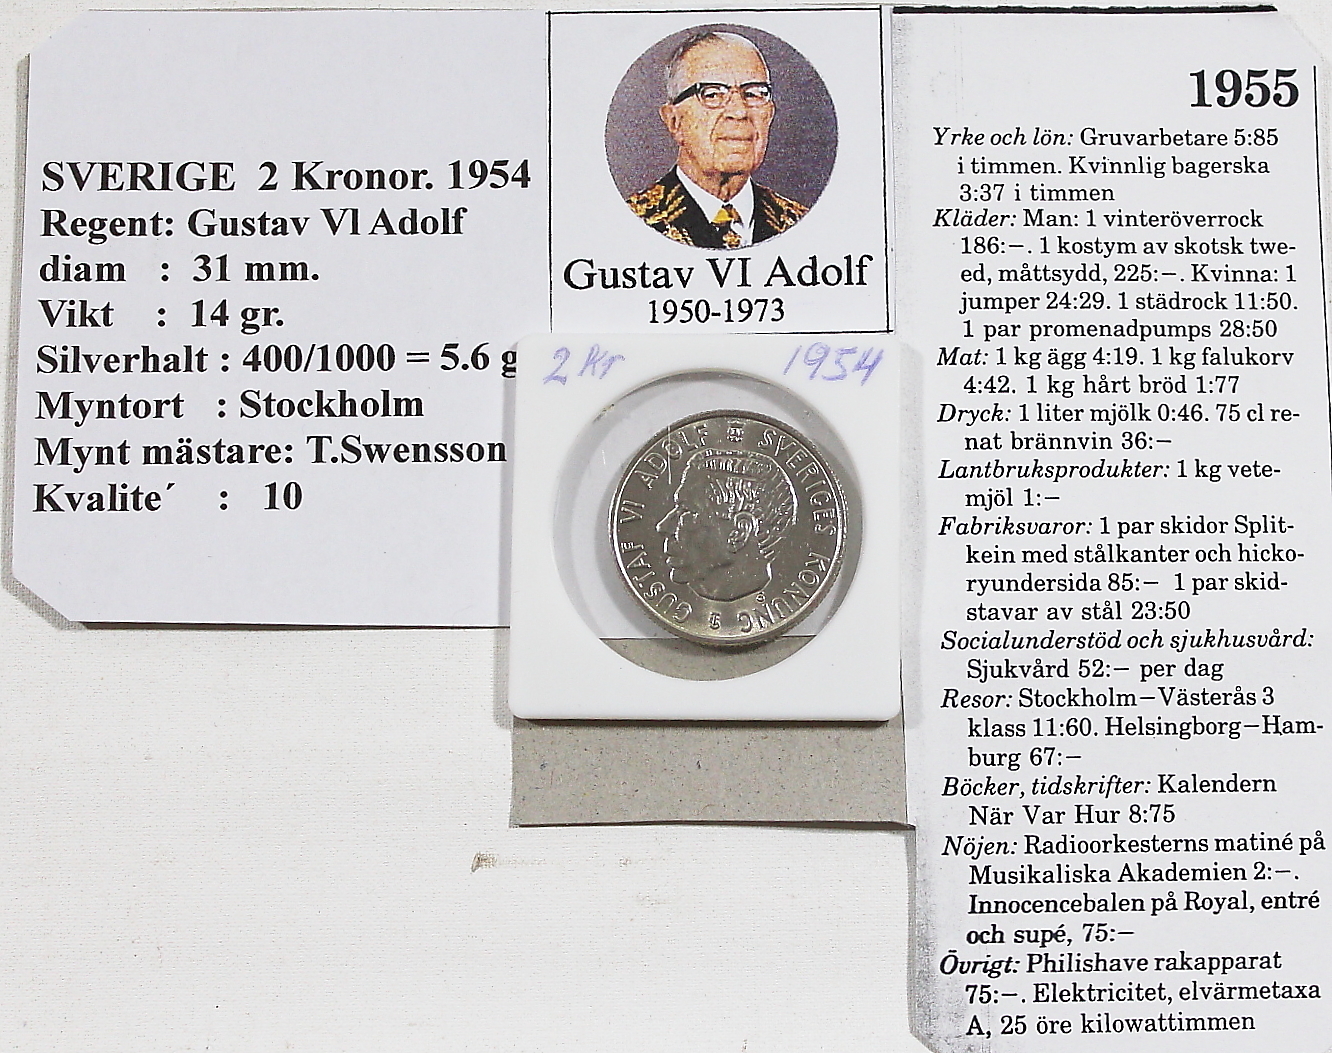 SVERIGE 2 Kronor. 1954
Regent: Gustav Vl Adolf
diam : 31 mm.
Vikt : 14 gr.
Silverhalt : 400/1000 = 5.6 g
Myntort : Stockholm
Mynt mästare: T.Swensson
Kvalite´ : 10
Gustav VI Adolf
1950-1973
2 Kr 1954
GUSTAF VI ADOLF SVERIGES KONUNG
1955
Yrke och lön: Gruvarbetare 5:85
i timmen. Kvinnlig bagerska
3:37 i timmen
Kläder: Man: 1 vinteröverrock
186:–. 1 kostym av skotsk twe-
ed, måttsydd, 225:–. Kvinna: 1
jumper 24:29. 1 städrock 11:50.
1 par promenadpumps 28:50
Mat: 1 kg ägg 4:19. 1 kg falukorv
4:42. 1 kg hårt bröd 1:77
Dryck: 1 liter mjölk 0:46. 75 cl re-
nat brännvin 36:–
Lantbruksprodukter: 1 kg vete-
mjöl 1:–
Fabriksvaror: 1 par skidor Split-
kein med stålkanter och hicko-
ryundersida 85:– 1 par skid-
stavar av stål 23:50
Socialunderstöd och sjukhusvård:
Sjukvård 52:– per dag
Resor: Stockholm–Västerås 3
klass 11:60. Helsingborg–Ham-
burg 67:–
Böcker, tidskrifter: Kalendern
När Var Hur 8:75
Nöjen: Radioorkesterns matiné på
Musikaliska Akademien 2:–.
Innocencebalen på Royal, entré
och supé, 75:–
Övrigt: Philishave rakapparat
75:–. Elektricitet, elvärmetaxa
A, 25 öre kilowattimmen